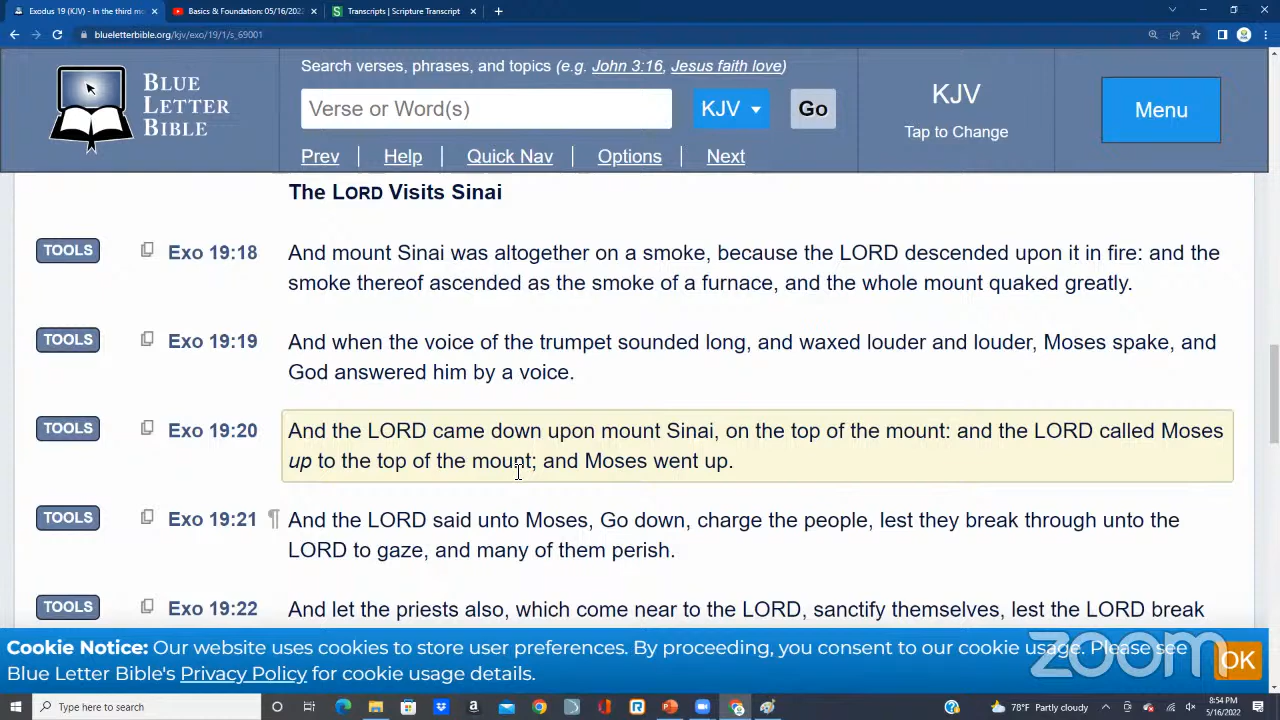 Exodus 19 (KJV) - In the third mo
Basics & Foundation: 05/16/2022
Transcripts | Scripture Transcript
blueletterbible.org/kjv/exo/19/1/s_69001
BLUE
LETTER
BIBLE
Search verses, phrases, and topics (e.g. John 3:16, Jesus faith love)
Verse or Word(s)
KJV
Go
Prev | Help | Quick Nav | Options | Next
KJV
Tap to Change
Menu
The LORD Visits Sinai
TOOLS Exo 19:18 And mount Sinai was altogether on a smoke, because the LORD descended upon it in fire: and the
smoke thereof ascended as the smoke of a furnace, and the whole mount quaked greatly.
TOOLS Exo 19:19 And when the voice of the trumpet sounded long, and waxed louder and louder, Moses spake, and
God answered him by a voice.
TOOLS Exo 19:20 And the LORD came down upon mount Sinai, on the top of the mount: and the LORD called Moses
up to the top of the mount; and Moses went up.
TOOLS Exo 19:21 ¶ And the LORD said unto Moses, Go down, charge the people, lest they break through unto the
LORD to gaze, and many of them perish.
TOOLS Exo 19:22 And let the priests also, which come near to the LORD, sanctify themselves, lest the LORD break
Cookie Notice: Our website uses cookies to store user preferences. By proceeding, you consent to our cookie usage. Please see
Blue Letter Bible's Privacy Policy for cookie usage details.
OK
zoom
Type here to search
78°F Partly cloudy
8:54 PM
5/16/2022